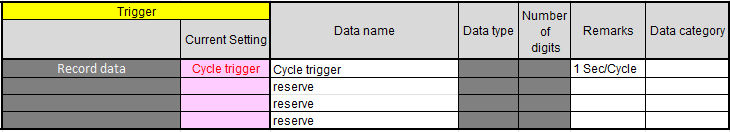 Trigger
Current Setting
Data name
Data type
Number
of
digits
Remarks
Data category
Record data
Cycle trigger
Cycle trigger
1 Sec/Cycle
reserve
reserve
reserve